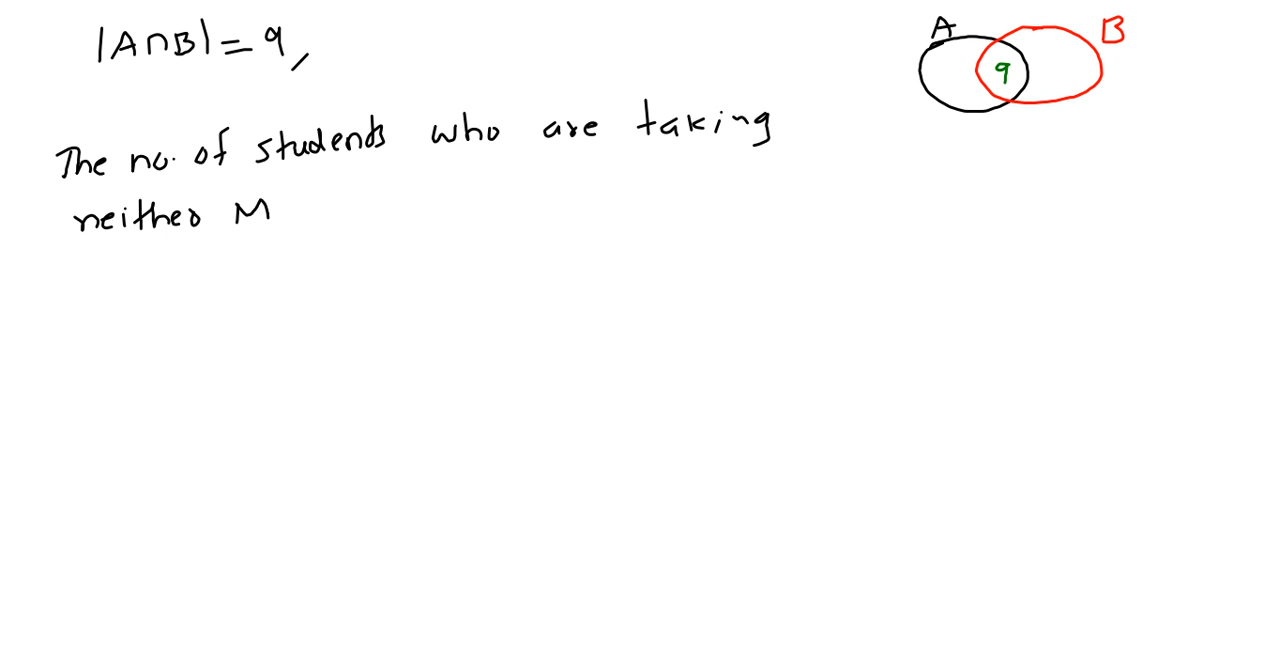 |A∩B| = 9,
A
B
9
The no. of students who are taking
neither M